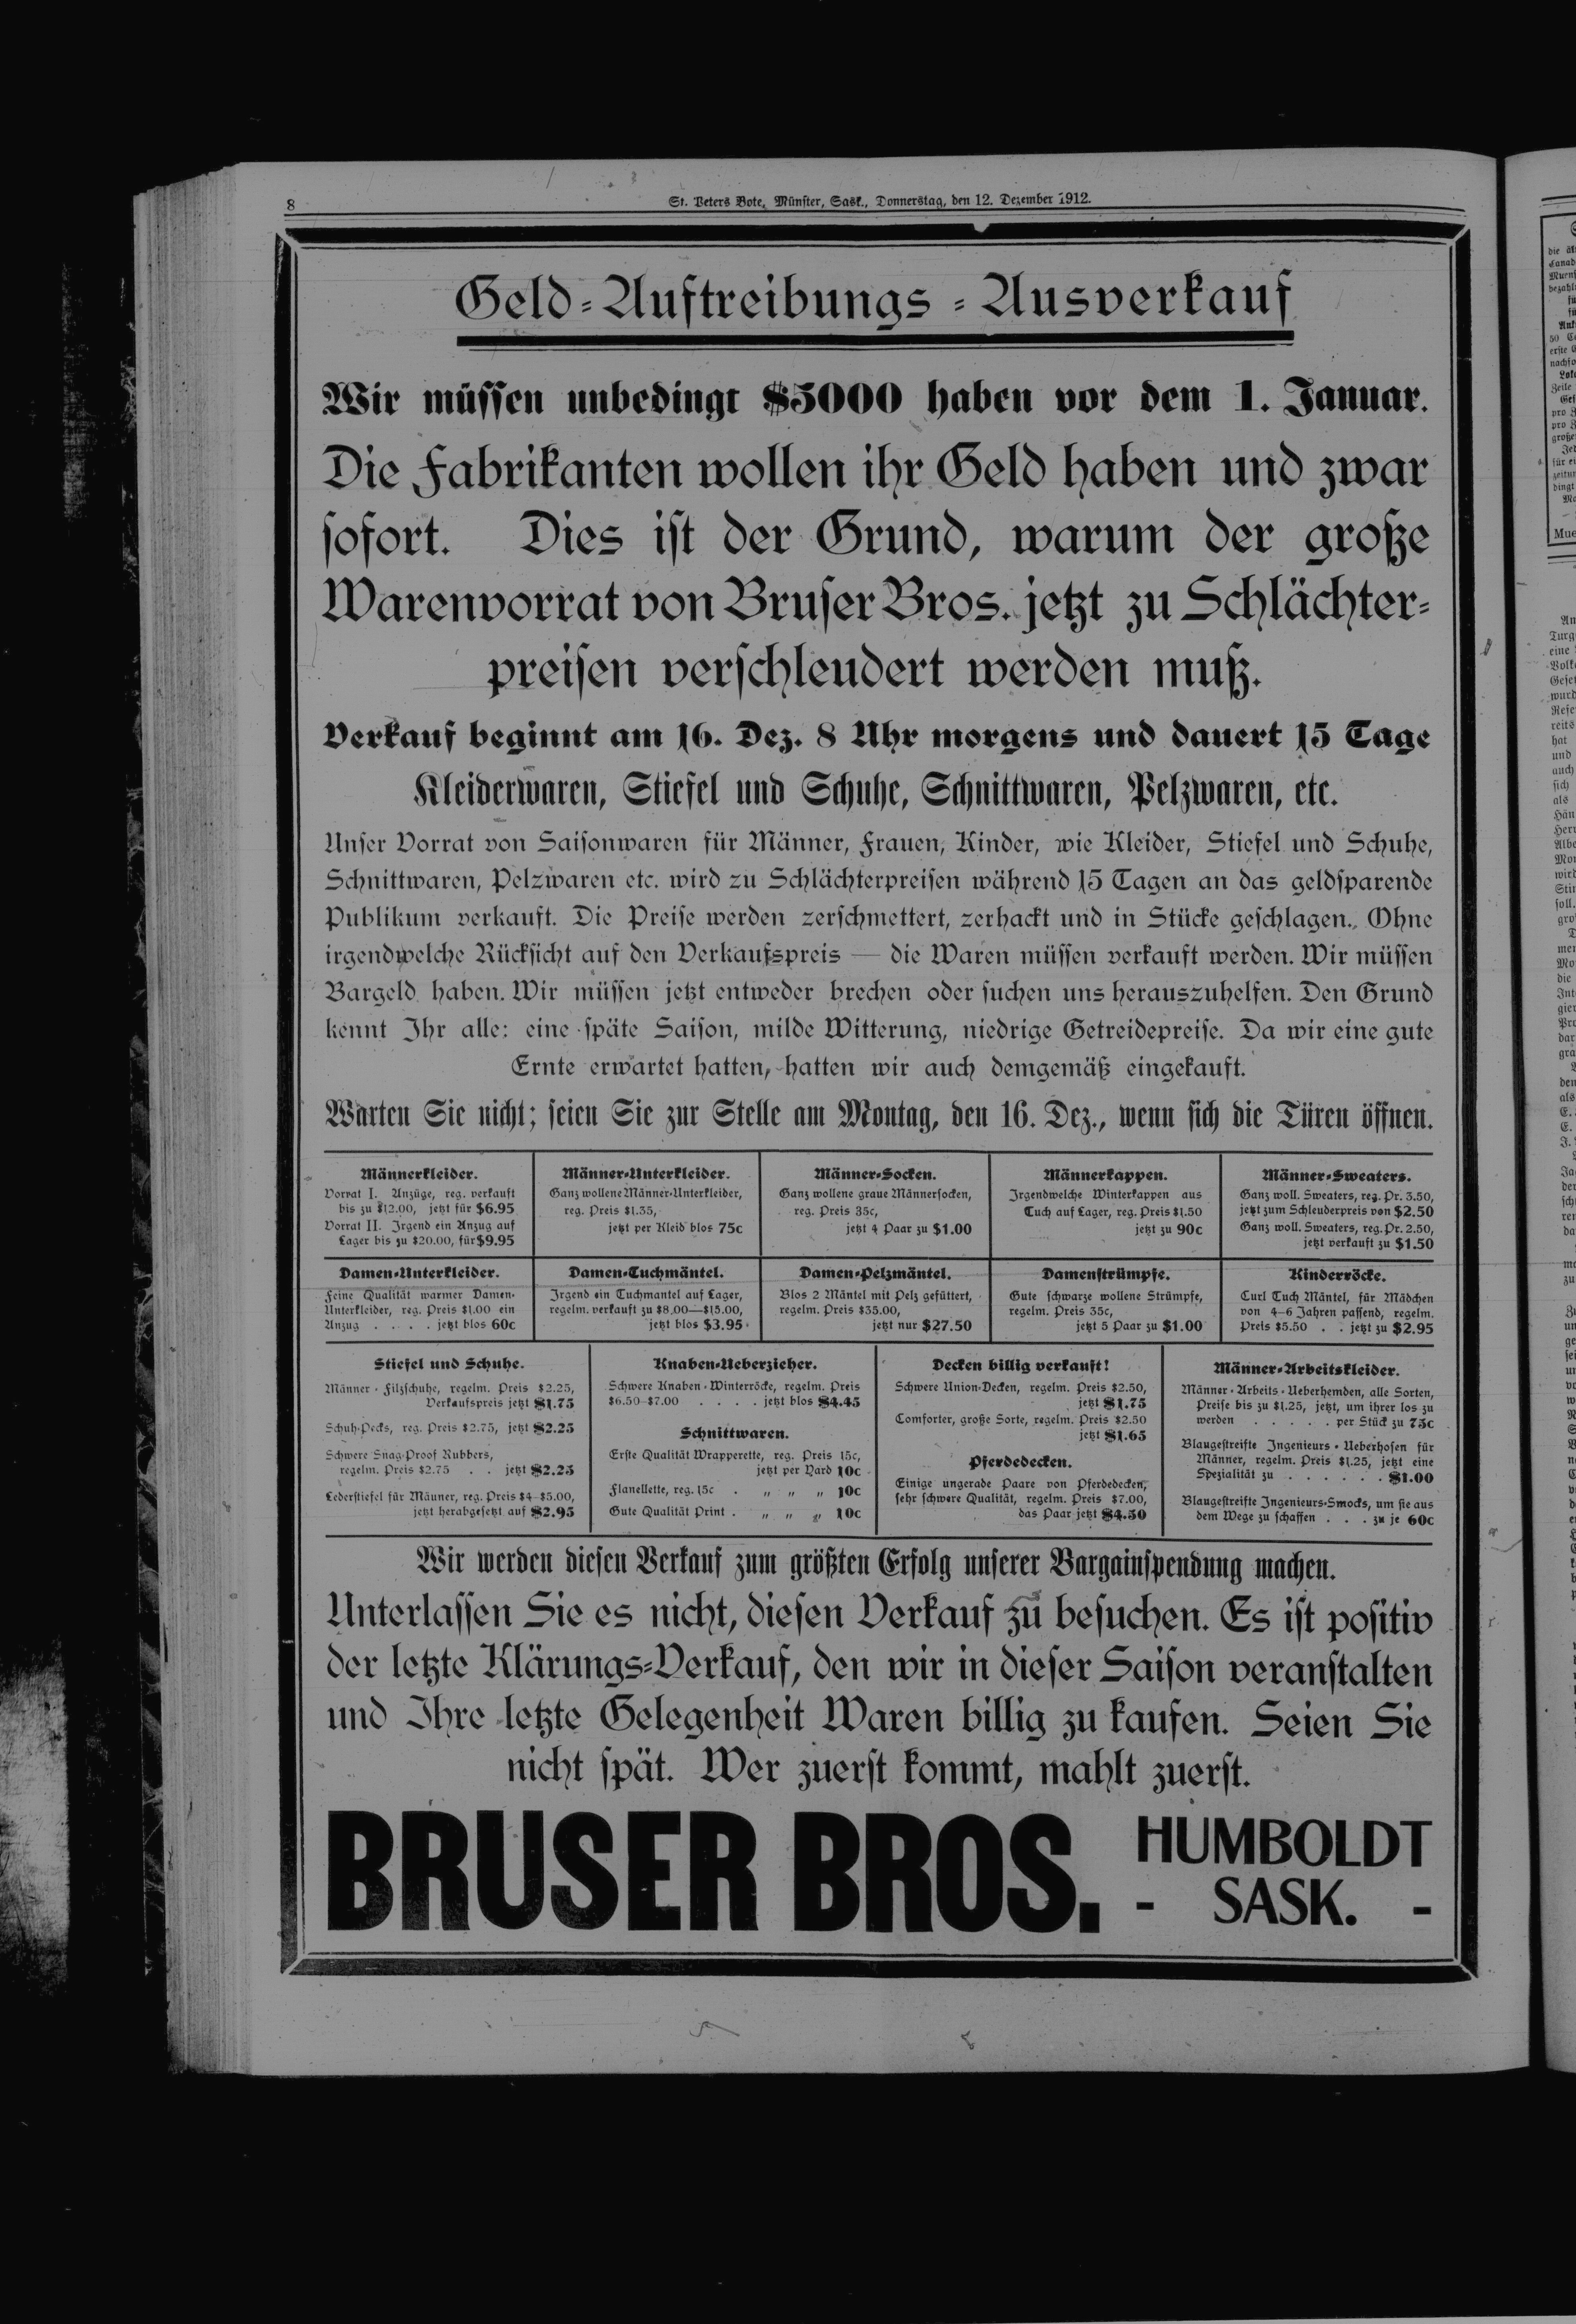 8
St. Peters Bote, Münster, Sask., Donnerstag, den 12. Dezember 1912.
Geld-Auftreibungs-Ausverkauf
Wir müssen unbedingt $5000 haben vor dem 1. Januar.
Die Fabrikanten wollen ihr Geld haben und zwar
sofort. Dies ist der Grund, warum der große
Warenvorrat von Bruser Bros. jetzt zu Schlächter-
preisen verschleudert werden muß.
Verkauf beginnt am 16. Dez. 8 Uhr morgens und dauert 15 Tage
Kleiderwaren, Stiefel und Schuhe, Schnittwaren, Pelzwaren, etc.
Unser Vorrat von Saisonwaren für Männer, Frauen, Kinder, wie Kleider, Stiefel und Schuhe,
Schnittwaren, Pelzwaren etc. wird zu Schlächterpreisen während 15 Tagen an das geldsparende
Publikum verkauft. Die Preise werden zerschmettert, zerhackt und in Stücke geschlagen. Ohne
irgendwelche Rücksicht auf den Verkaufspreis — die Waren müssen verkauft werden. Wir müssen
Bargeld haben. Wir müssen jetzt entweder brechen oder suchen uns herauszuhelfen. Den Grund
kennt Ihr alle: eine späte Saison, milde Witterung, niedrige Getreidepreise. Da wir eine gute
Ernte erwartet hatten, hatten wir auch demgemäß eingekauft.
Warten Sie nicht; seien Sie zur Stelle am Montag, den 16. Dez., wenn sich die Türen öffnen.
Männerkleider.
Vorrat I. Anzüge, reg. verkauft
bis zu $12.00, jetzt für $6.95
Vorrat II. Irgend ein Anzug auf
Lager bis zu $20.00, für $9.95
Männer-Unterkleider.
Ganz wollene Männer-Unterkleider,
reg. Preis $1.35,
jetzt per Kleid blos 75c
Männer-Socken.
Ganz wollene graue Männersocken,
reg. Preis 35c,
jetzt 4 Paar zu $1.00
Männerkappen.
Irgendwelche Winterkappen aus
Tuch auf Lager, reg. Preis $1.50
jetzt zu 90c
Männer-Sweaters.
Ganz woll. Sweaters, reg. Pr. 3.50,
jetzt zum Schleuderpreis von $2.50
Ganz woll. Sweaters, reg. Pr. 2.50,
jetzt verkauft zu $1.50
Damen-Unterkleider.
Feine Qualität warmer Damen-
Unterkleider, reg. Preis $1.00 ein
Anzug . . . . jetzt blos 60c
Damen-Tuchmäntel.
Irgend ein Tuchmantel auf Lager,
regelm. verkauft zu $8.00—$15.00,
jetzt blos $3.95
Damen-Pelzmäntel.
Blos 2 Mäntel mit Pelz gefüttert,
regelm. Preis $35.00,
jetzt nur $27.50
Damenstrümpfe.
Gute schwarze wollene Strümpfe,
regelm. Preis 35c,
jetzt 5 Paar zu $1.00
Kinderröcke.
Curl Tuch Mäntel, für Mädchen
von 4–6 Jahren passend, regelm.
Preis $5.50 . . jetzt zu $2.95
Stiefel und Schuhe.
Männer-Filzschuhe, regelm. Preis $2.25,
Verkaufspreis jetzt $1.75
Schuh-Pecks, reg. Preis $2.75, jetzt $2.25
Schwere Snag-Proof Rubbers,
regelm. Preis $2.75 . . jetzt $2.25
Lederstiefel für Männer, reg. Preis $4–$5.00,
jetzt herabgesetzt auf $2.95
Knaben-Ueberzieher.
Schwere Knaben-Winterröcke, regelm. Preis
$6.50–$7.00 . . . . jetzt blos $4.45
Schnittwaren.
Erste Qualität Wrapperette, reg. Preis 15c,
jetzt per Yard 10c
Flanellette, reg. 15c . „ „ „ 10c
Gute Qualität Print . „ „ „ 10c
Decken billig verkauft!
Schwere Union-Decken, regelm. Preis $2.50,
jetzt $1.75
Comforter, große Sorte, regelm. Preis $2.50
jetzt $1.65
Pferdedecken.
Einige ungerade Paare von Pferdedecken,
sehr schwere Qualität, regelm. Preis $7.00,
das Paar jetzt $4.50
Männer-Arbeitskleider.
Männer-Arbeits-Ueberhemden, alle Sorten,
Preise bis zu $1.25, jetzt, um ihrer los zu
werden . . . . . per Stück zu 75c
Blaugestreifte Ingenieurs-Ueberhosen für
Männer, regelm. Preis $1.25, jetzt eine
Spezialität zu . . . . . . $1.00
Blaugestreifte Ingenieurs-Smocks, um sie aus
dem Wege zu schaffen . . . zu je 60c
Wir werden diesen Verkauf zum größten Erfolg unserer Bargainspendung machen.
Unterlassen Sie es nicht, diesen Verkauf zu besuchen. Es ist positiv
der letzte Klärungs-Verkauf, den wir in dieser Saison veranstalten
und Ihre letzte Gelegenheit Waren billig zu kaufen. Seien Sie
nicht spät. Wer zuerst kommt, mahlt zuerst.
BRUSER BROS. HUMBOLDT
- SASK. -